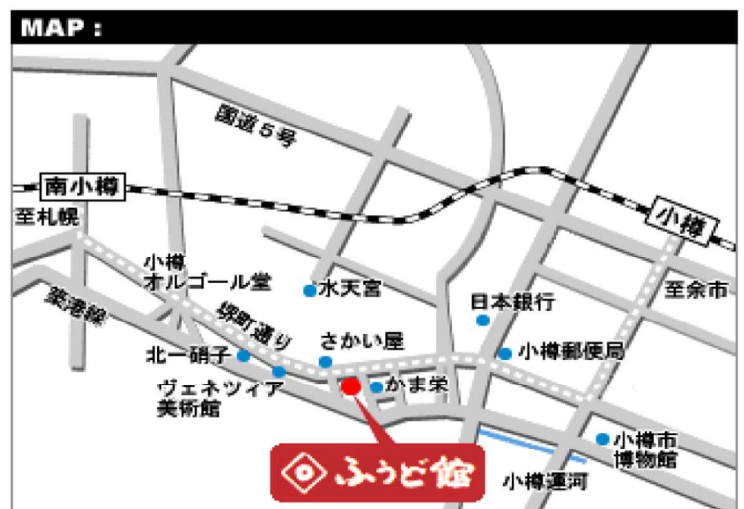 MAP :
国道5号
南小樽
至札幌
小樽
小樽
オルゴール堂
水天宮
至余市
築港線
堺町通り
日本銀行
さかい屋
北一硝子
小樽郵便局
ヴェネツィア
美術館
かま栄
小樽市
博物館
ふうど館
小樽運河